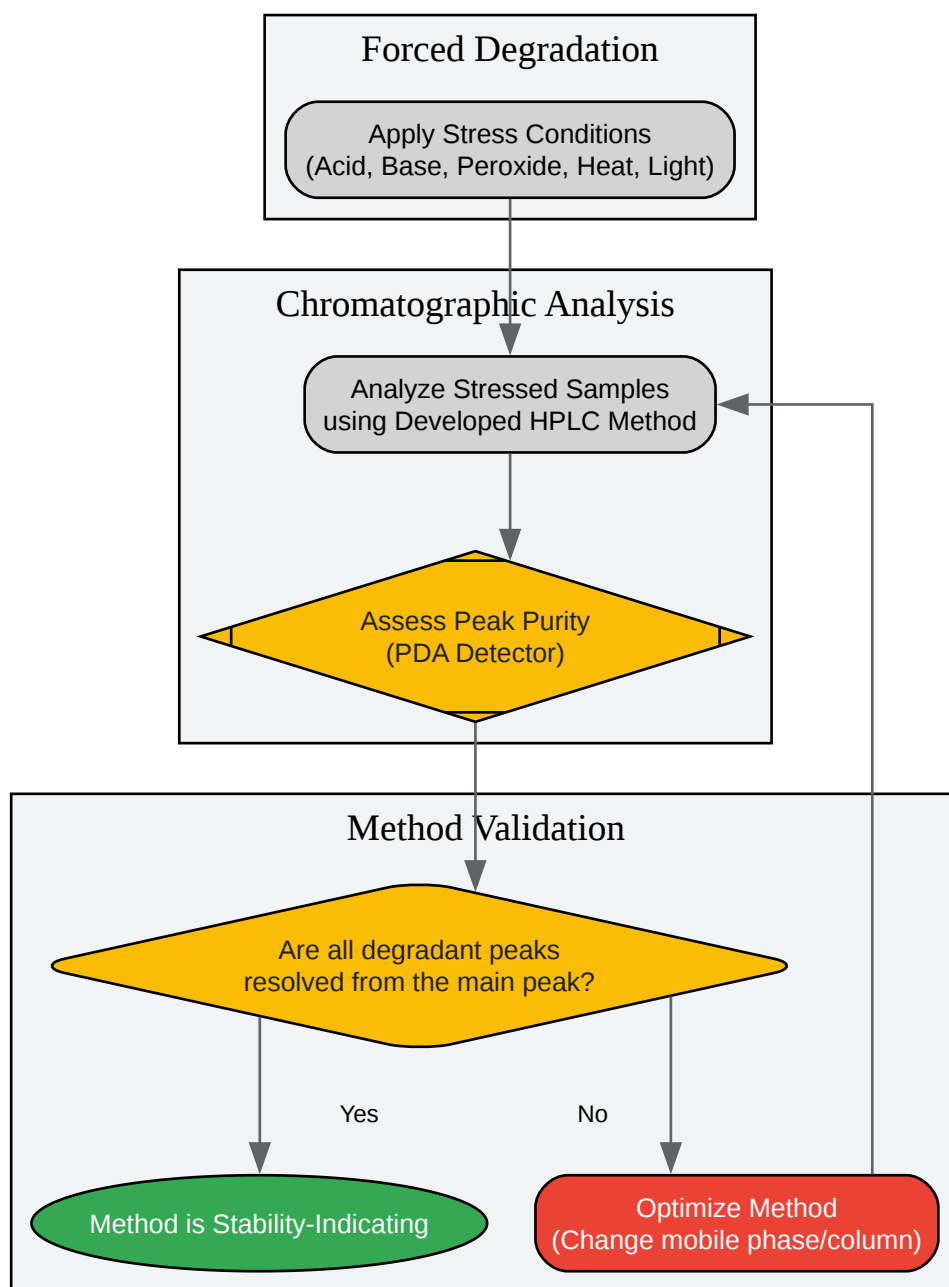 Forced Degradation
Apply Stress Conditions
(Acid, Base, Peroxide, Heat, Light)
Chromatographic Analysis
Analyze Stressed Samples
using Developed HPLC Method
Assess Peak Purity
(PDA Detector)
Method Validation
Are all degradant peaks
resolved from the main peak?
Yes
No
Method is Stability-Indicating
Optimize Method
(Change mobile phase/column)